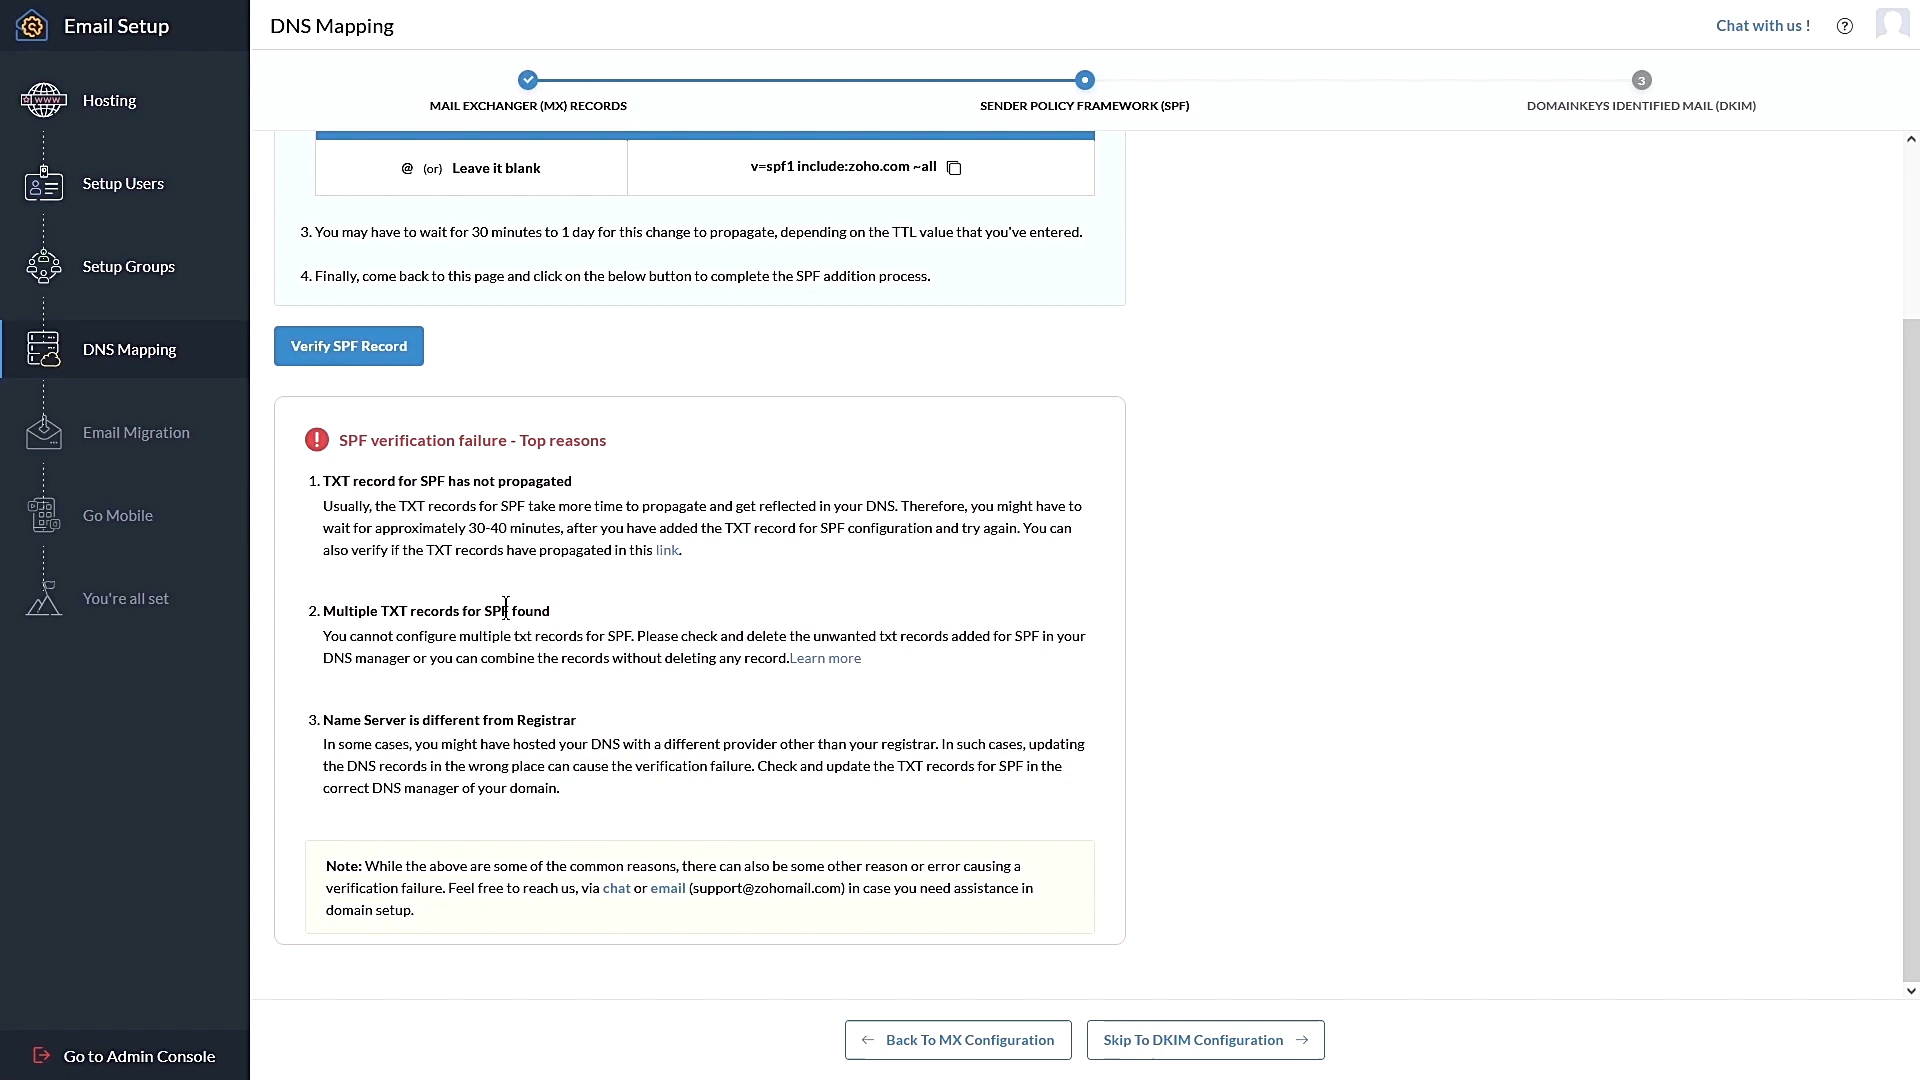 Email Setup
DNS Mapping
Chat with us !
MAIL EXCHANGER (MX) RECORDS
SENDER POLICY FRAMEWORK (SPF)
3
DOMAINKEYS IDENTIFIED MAIL (DKIM)
Hosting
Setup Users
Setup Groups
DNS Mapping
Email Migration
Go Mobile
You're all set
Go to Admin Console
@ (or) Leave it blank
v=spf1 include:zoho.com ~all
3. You may have to wait for 30 minutes to 1 day for this change to propagate, depending on the TTL value that you've entered.
4. Finally, come back to this page and click on the below button to complete the SPF addition process.
Verify SPF Record
SPF verification failure - Top reasons
1. TXT record for SPF has not propagated
Usually, the TXT records for SPF take more time to propagate and get reflected in your DNS. Therefore, you might have to
wait for approximately 30-40 minutes, after you have added the TXT record for SPF configuration and try again. You can
also verify if the TXT records have propagated in this link.
2. Multiple TXT records for SPF found
You cannot configure multiple txt records for SPF. Please check and delete the unwanted txt records added for SPF in your
DNS manager or you can combine the records without deleting any record.Learn more
3. Name Server is different from Registrar
In some cases, you might have hosted your DNS with a different provider other than your registrar. In such cases, updating
the DNS records in the wrong place can cause the verification failure. Check and update the TXT records for SPF in the
correct DNS manager of your domain.
Note: While the above are some of the common reasons, there can also be some other reason or error causing a
verification failure. Feel free to reach us, via chat or email (support@zohomail.com) in case you need assistance in
domain setup.
← Back To MX Configuration
Skip To DKIM Configuration →